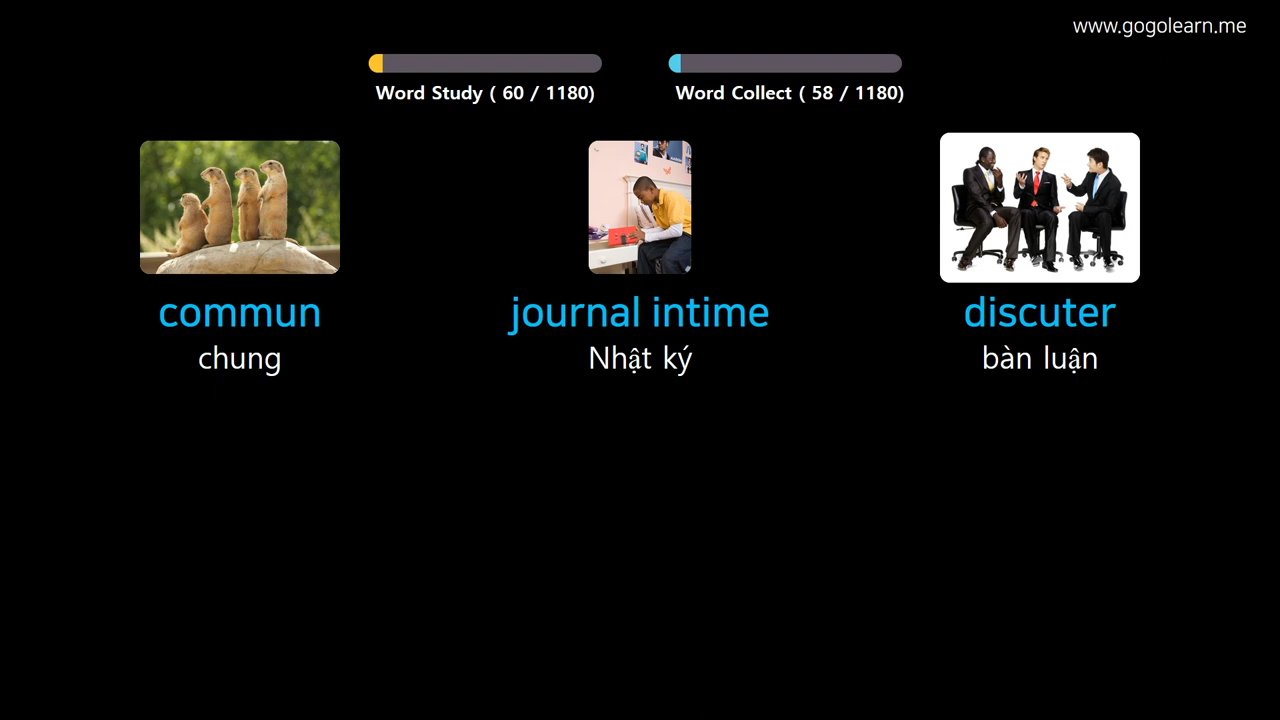 www.gogolearn.me
Word Study ( 60 / 1180)
Word Collect ( 58 / 1180)
commun
journal intime
discuter
chung
Nhật ký
bàn luận